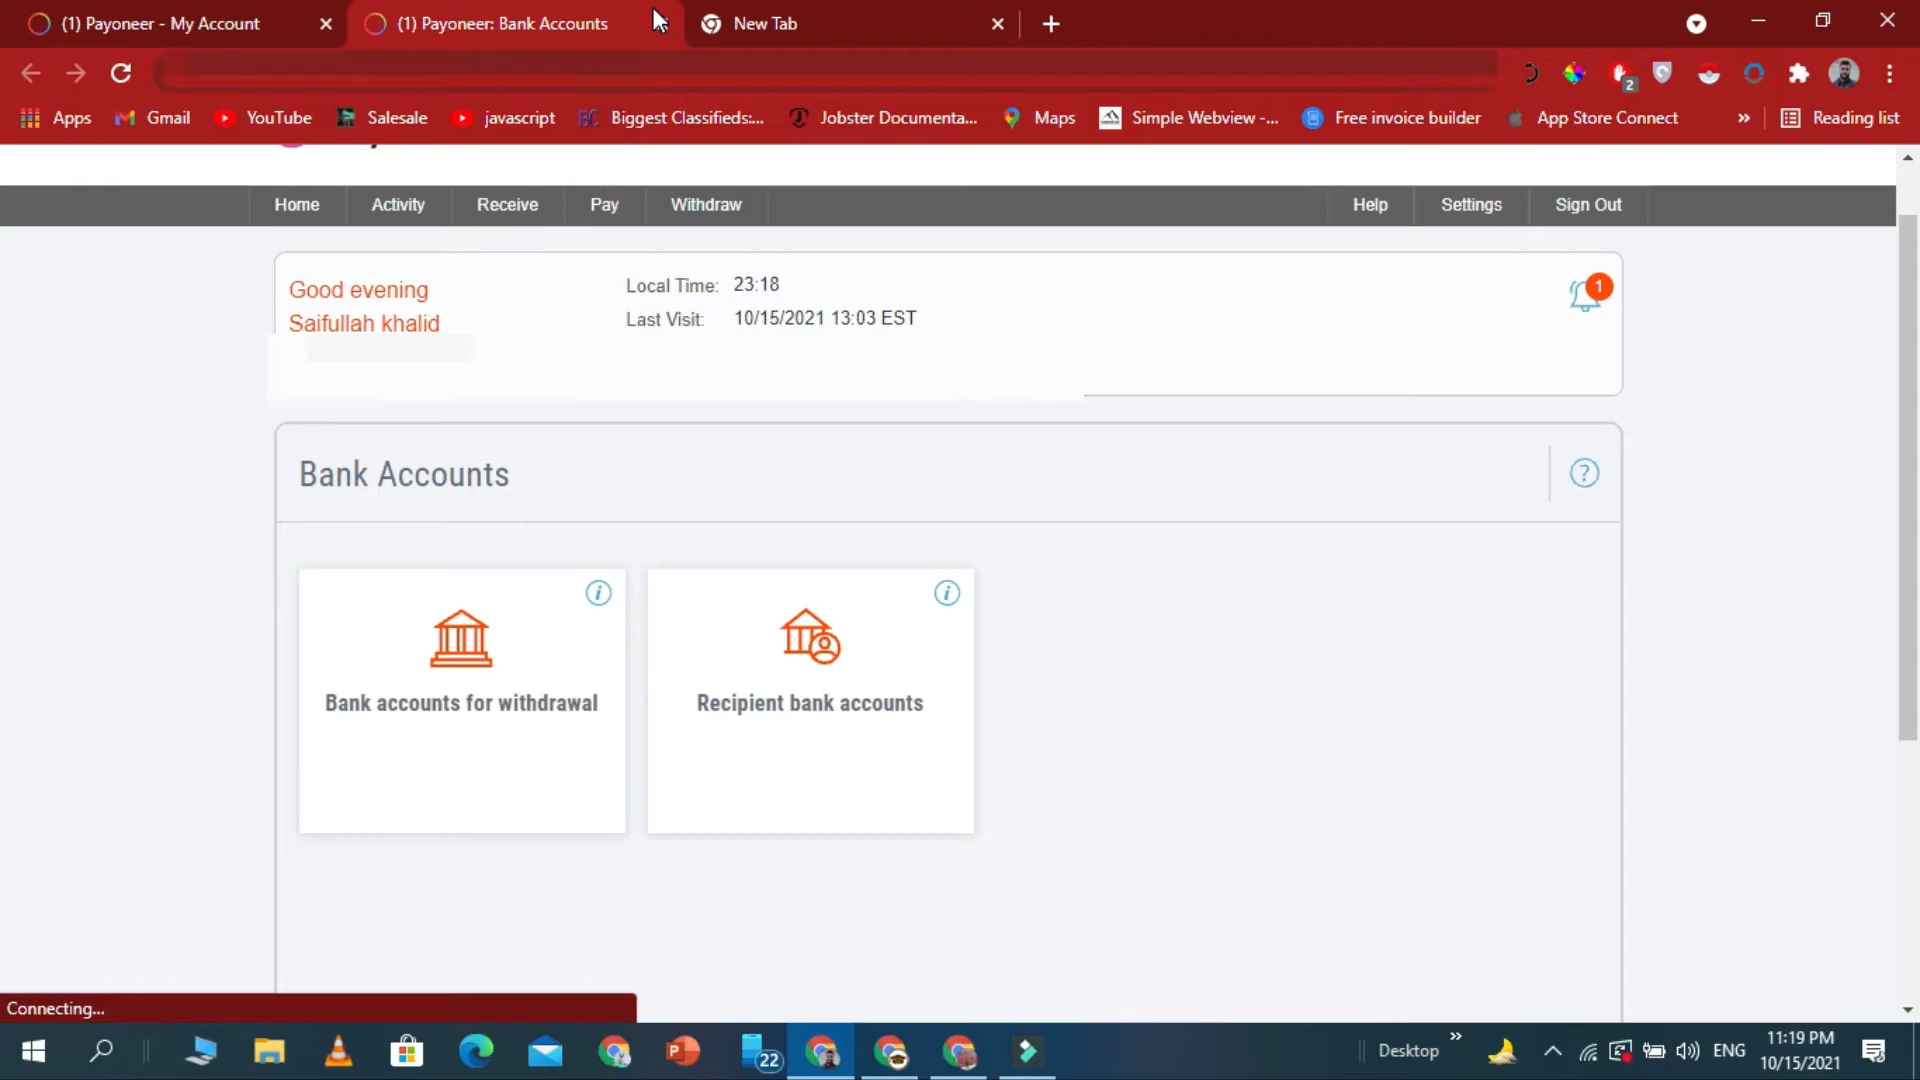 (1) Payoneer - My Account
(1) Payoneer: Bank Accounts
New Tab
2
Apps
Gmail
YouTube
Salesale
javascript
Biggest Classifieds:...
Jobster Documenta...
Maps
Simple Webview -...
Free invoice builder
App Store Connect
»
Reading list
Home
Activity
Receive
Pay
Withdraw
Help
Settings
Sign Out
Good evening
Saifullah khalid
Local Time: 23:18
Last Visit: 10/15/2021 13:03 EST
1
Bank Accounts
?
i
Bank accounts for withdrawal
i
Recipient bank accounts
Connecting...
22
Desktop
»
ENG
11:19 PM
10/15/2021